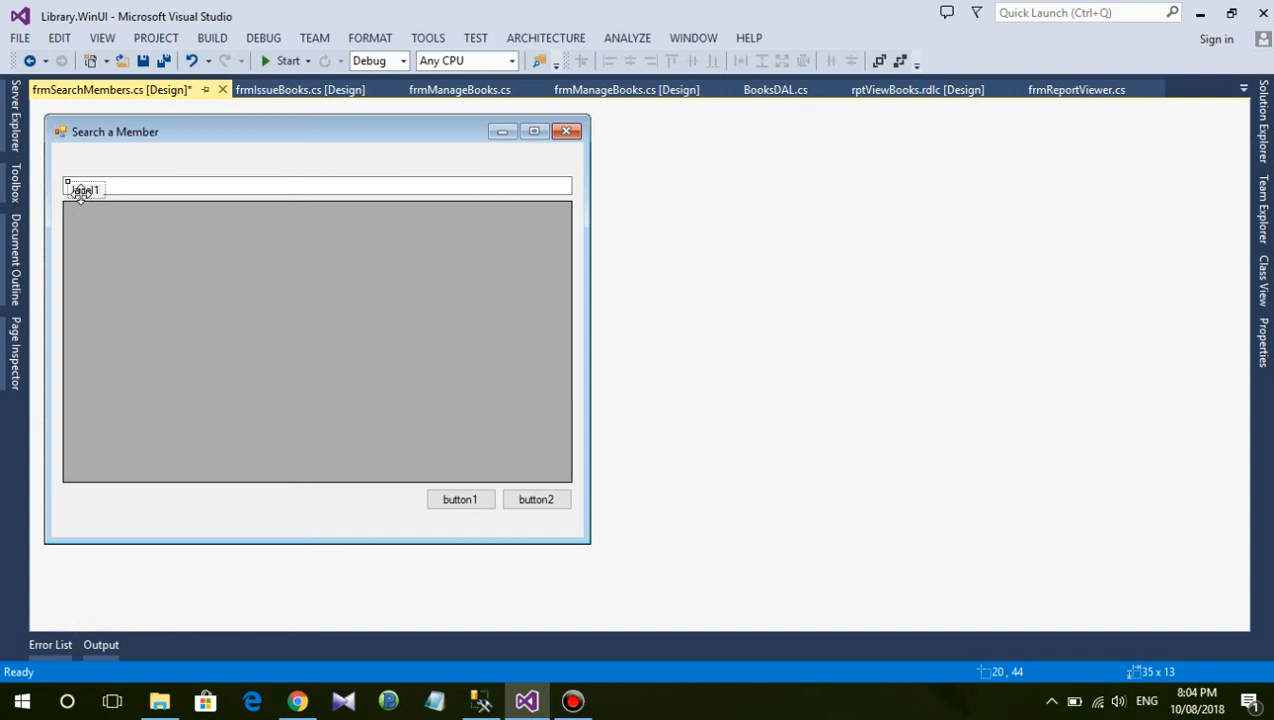 Library.WinUI - Microsoft Visual Studio
Quick Launch (Ctrl+Q)
FILE EDIT VIEW PROJECT BUILD DEBUG TEAM FORMAT TOOLS TEST ARCHITECTURE ANALYZE WINDOW HELP
Sign in
Start Debug Any CPU
frmSearchMembers.cs [Design]* frmIssueBooks.cs [Design] frmManageBooks.cs frmManageBooks.cs [Design] BooksDAL.cs rptViewBooks.rdlc [Design] frmReportViewer.cs
Server Explorer
Toolbox
Document Outline
Page Inspector
Search a Member
label1
button1 button2
Solution Explorer
Team Explorer
Class View
Properties
Error List Output
Ready
20 , 44
35 x 13
ENG
8:04 PM
10/08/2018
1